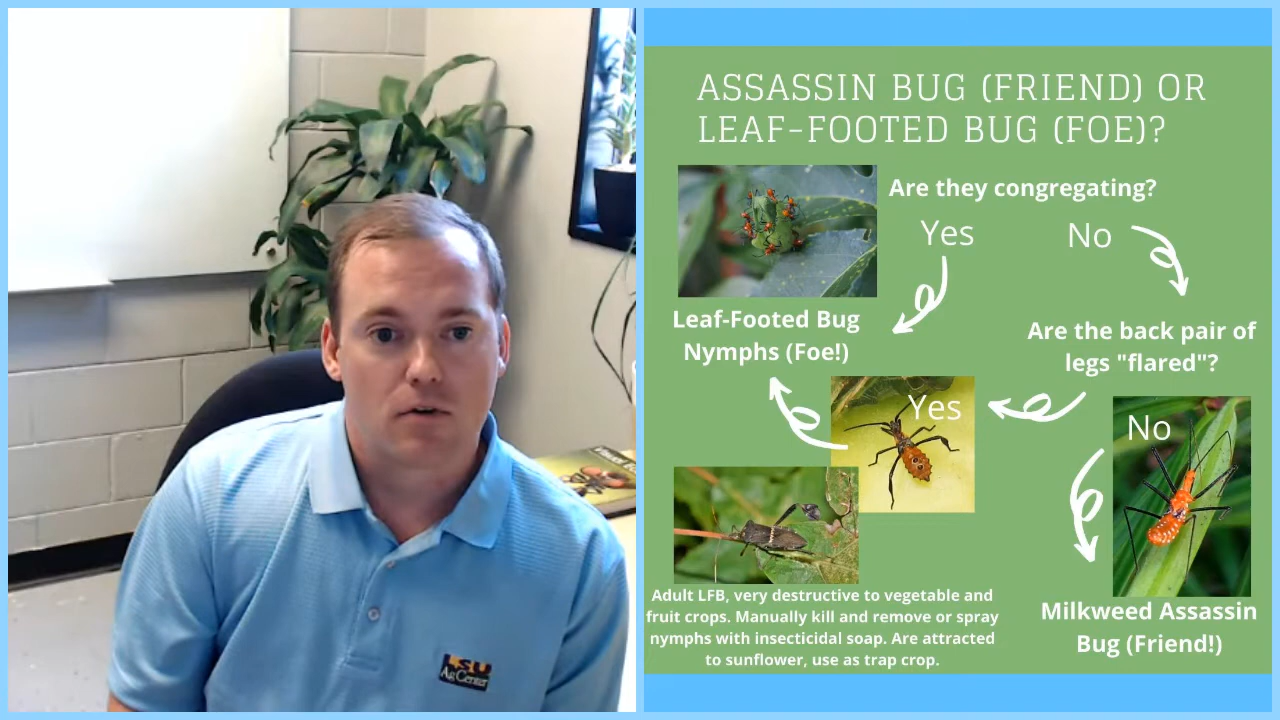 ASSASSIN BUG (FRIEND) OR
LEAF-FOOTED BUG (FOE)?
Are they congregating?
Yes
No
Leaf-Footed Bug
Nymphs (Foe!)
Are the back pair of
legs "flared"?
Yes
No
Adult LFB, very destructive to vegetable and
fruit crops. Manually kill and remove or spray
nymphs with insecticidal soap. Are attracted
to sunflower, use as trap crop.
Milkweed Assassin
Bug (Friend!)
LSU
AgCenter